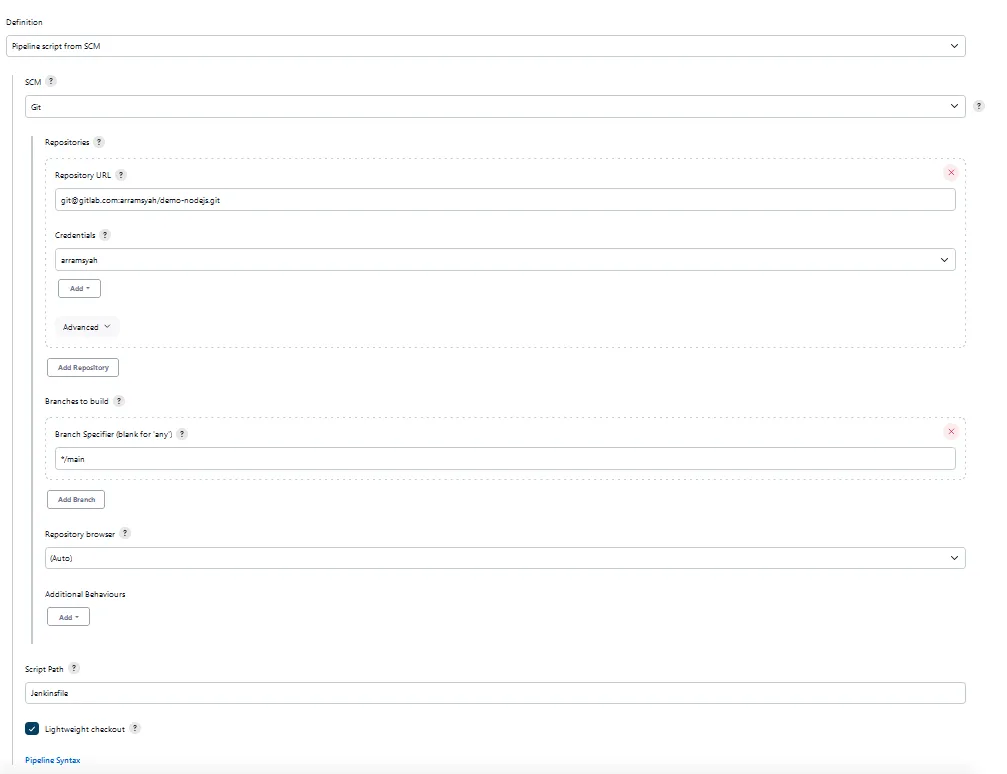 Definition
Pipeline script from SCM
SCM ?
Git
?
Repositories ?
Repository URL ?
git@gitlab.com:arramsyah/demo-nodejs.git
Credentials ?
arramsyah
Add
Advanced
Add Repository
Branches to build ?
Branch Specifier (blank for 'any') ?
*/main
Add Branch
Repository browser ?
(Auto)
Additional Behaviours
Add
Script Path ?
Jenkinsfile
Lightweight checkout ?
Pipeline Syntax